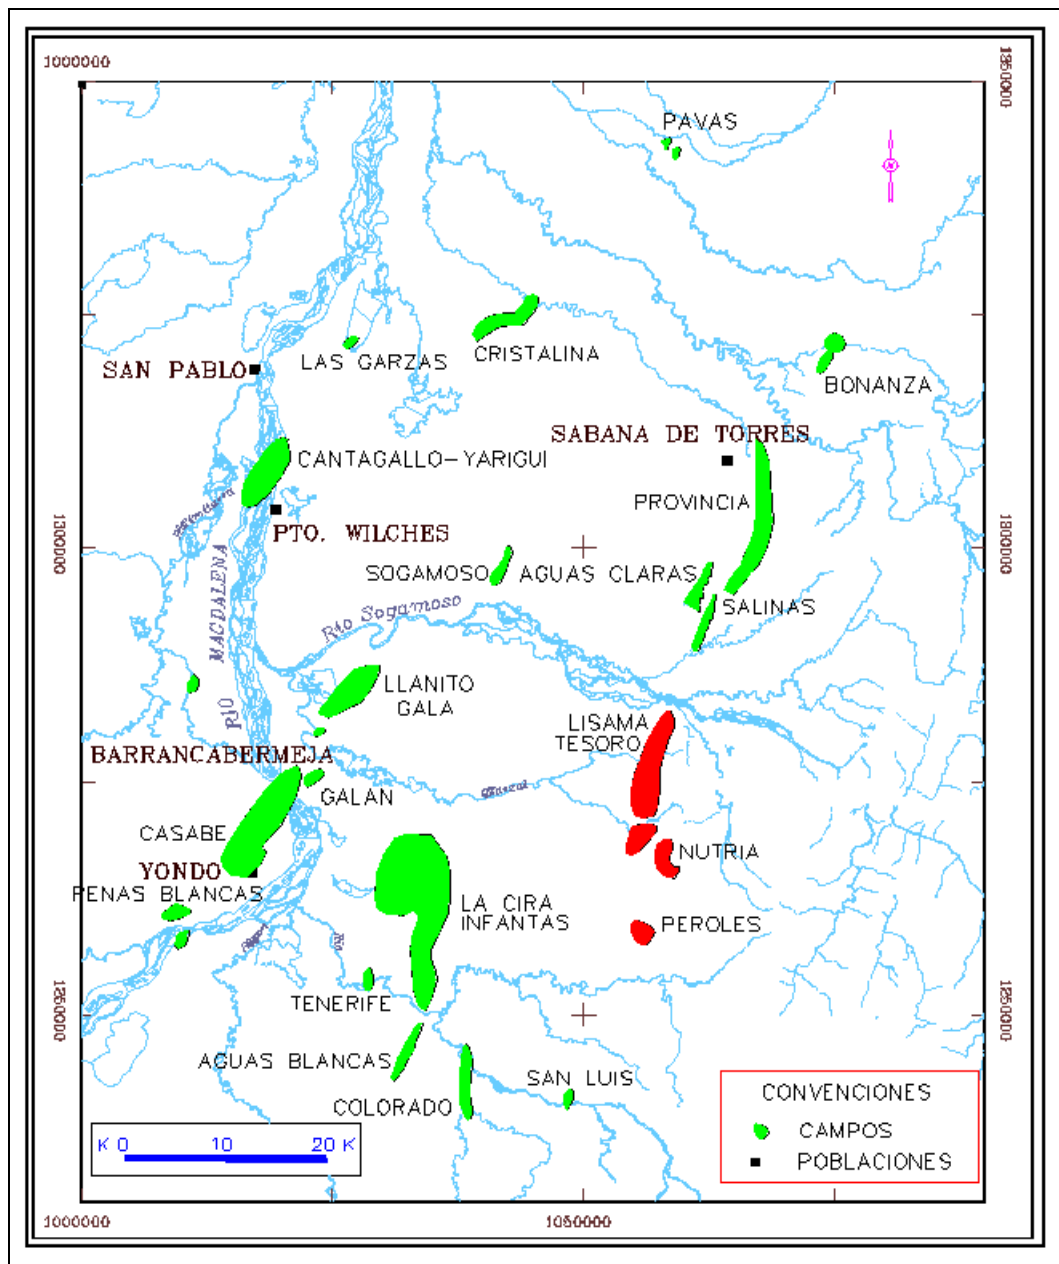 1000000
1350000
PAVAS
LAS GARZAS
CRISTALINA
SAN PABLO
BONANZA
SABANA DE TORRES
CANTAGALLO-YARIGUI
PROVINCIA
PTO. WILCHES
1300000
1300000
SOGAMOSO
AGUAS CLARAS
SALINAS
RIO MAGDALENA
Rio Sogamoso
LLANITO
GALA
LISAMA
TESORO
BARRANCABERMEJA
GALAN
CASABE
NUTRIA
YONDO
PENAS BLANCAS
LA CIRA
INFANTAS
PEROLES
Rio
TENERIFE
1250000
1250000
AGUAS BLANCAS
SAN LUIS
COLORADO
CONVENCIONES
CAMPOS
POBLACIONES
K 0 10 20 K
1000000
1050000